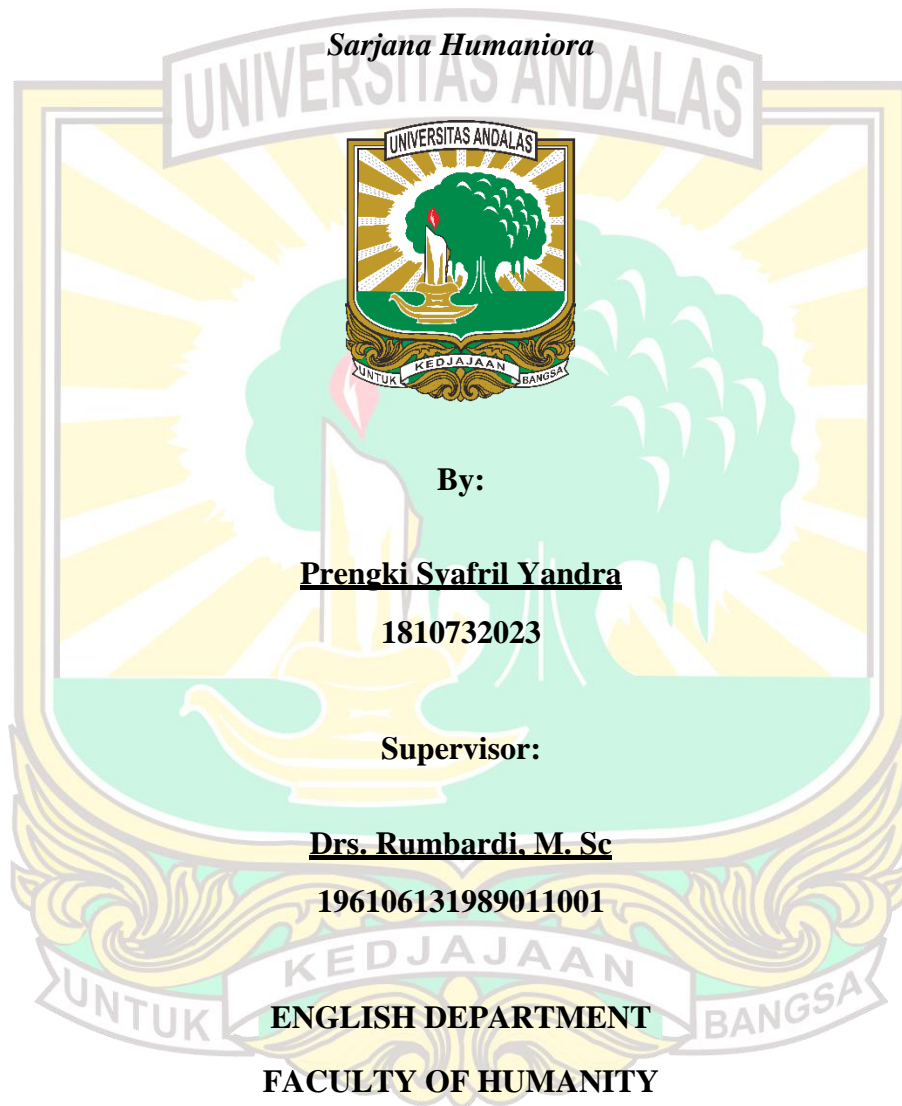 Sarjana Humaniora
UNIVERSITAS ANDALAS
UNIVERSITAS ANDALAS
UNTUK KEDJAJAAN BANGSA
By:
Prengki Syafril Yandra
1810732023
Supervisor:
Drs. Rumbardi, M. Sc
196106131989011001
UNTUK KEDJAJAAN BANGSA
ENGLISH DEPARTMENT
FACULTY OF HUMANITY